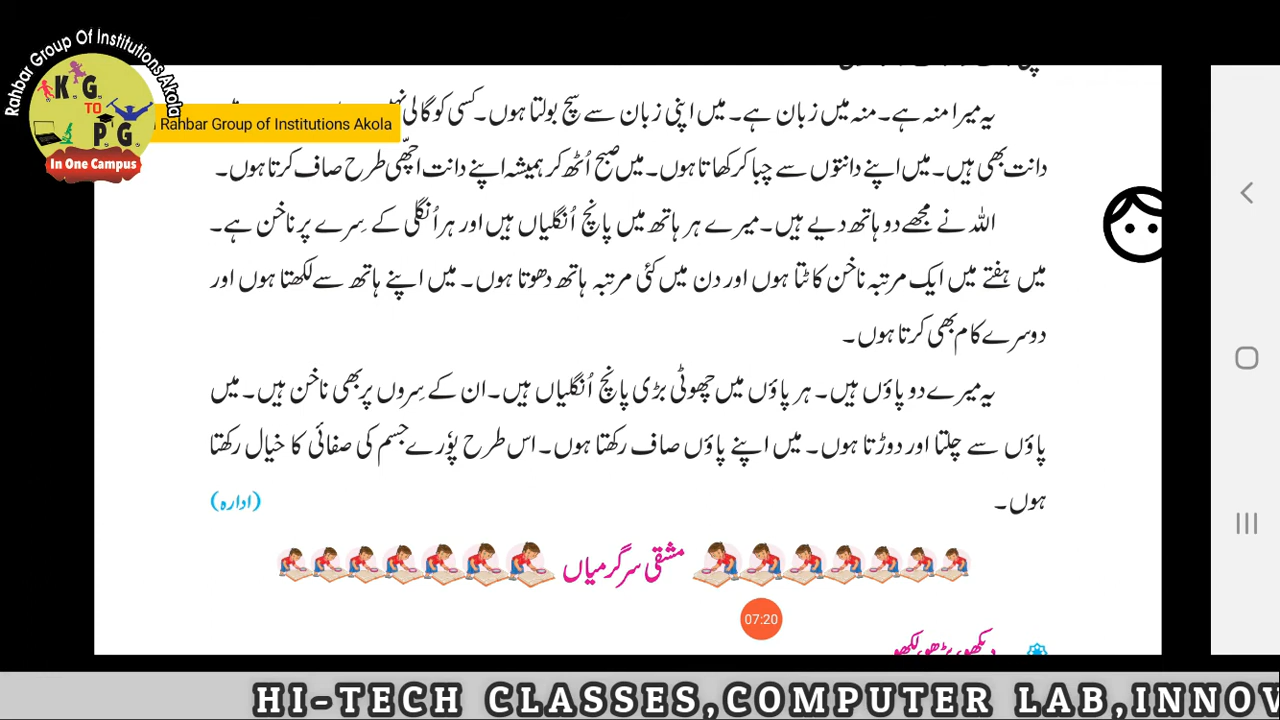 Rahbar Group Of Institutions Akola
K.G.
TO
P.G.
In One Campus
Rahbar Group of Institutions Akola
یہ میرا منہ ہے۔ منہ میں زبان ہے۔ میں اپنی زبان سے سچ بولتا ہوں۔ کسی کو گالی
دانت بھی ہیں۔ میں اپنے دانتوں سے چبا کر کھاتا ہوں۔ میں صبح اُٹھ کر ہمیشہ اپنے دانت اچھّی طرح صاف کرتا ہوں۔
اللہ نے مجھے دو ہاتھ دیے ہیں۔ میرے ہر ہاتھ میں پانچ اُنگلیاں ہیں اور ہر اُنگلی کے سِرے پر ناخن ہے۔
میں ہفتے میں ایک مرتبہ ناخن کاٹتا ہوں اور دن میں کئی مرتبہ ہاتھ دھوتا ہوں۔ میں اپنے ہاتھ سے لکھتا ہوں اور
دوسرے کام بھی کرتا ہوں۔
یہ میرے دو پاؤں ہیں۔ ہر پاؤں میں چھوٹی بڑی پانچ اُنگلیاں ہیں۔ ان کے سِروں پر بھی ناخن ہیں۔ میں
پاؤں سے چلتا اور دوڑتا ہوں۔ میں اپنے پاؤں صاف رکھتا ہوں۔ اس طرح پوٗرے جسم کی صفائی کا خیال رکھتا
ہوں۔ (ادارہ)
مشقی سرگرمیاں
07:20
دیکھو، پڑھو، لکھو
HI-TECH CLASSES,COMPUTER LAB,INNOV